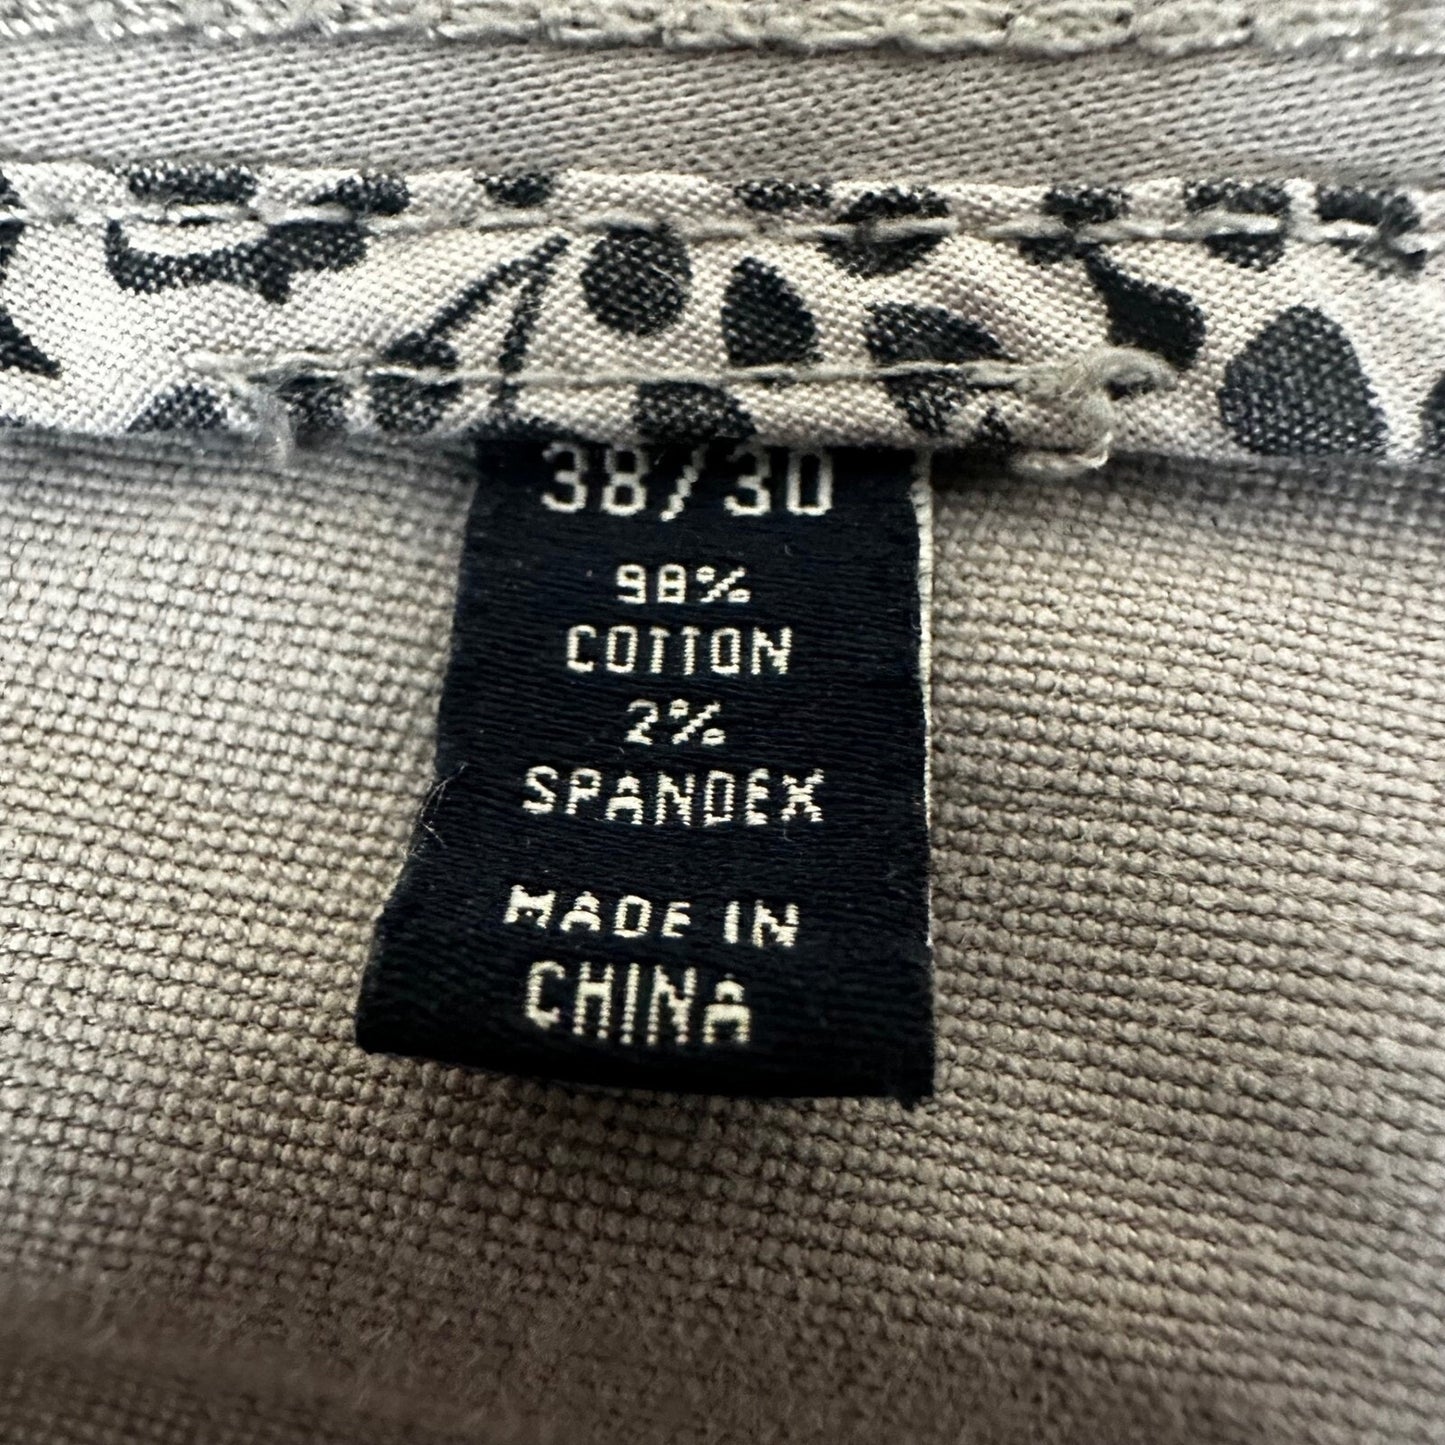 38/30
98%
COTTON
2%
SPANDEX
MADE IN
CHINA